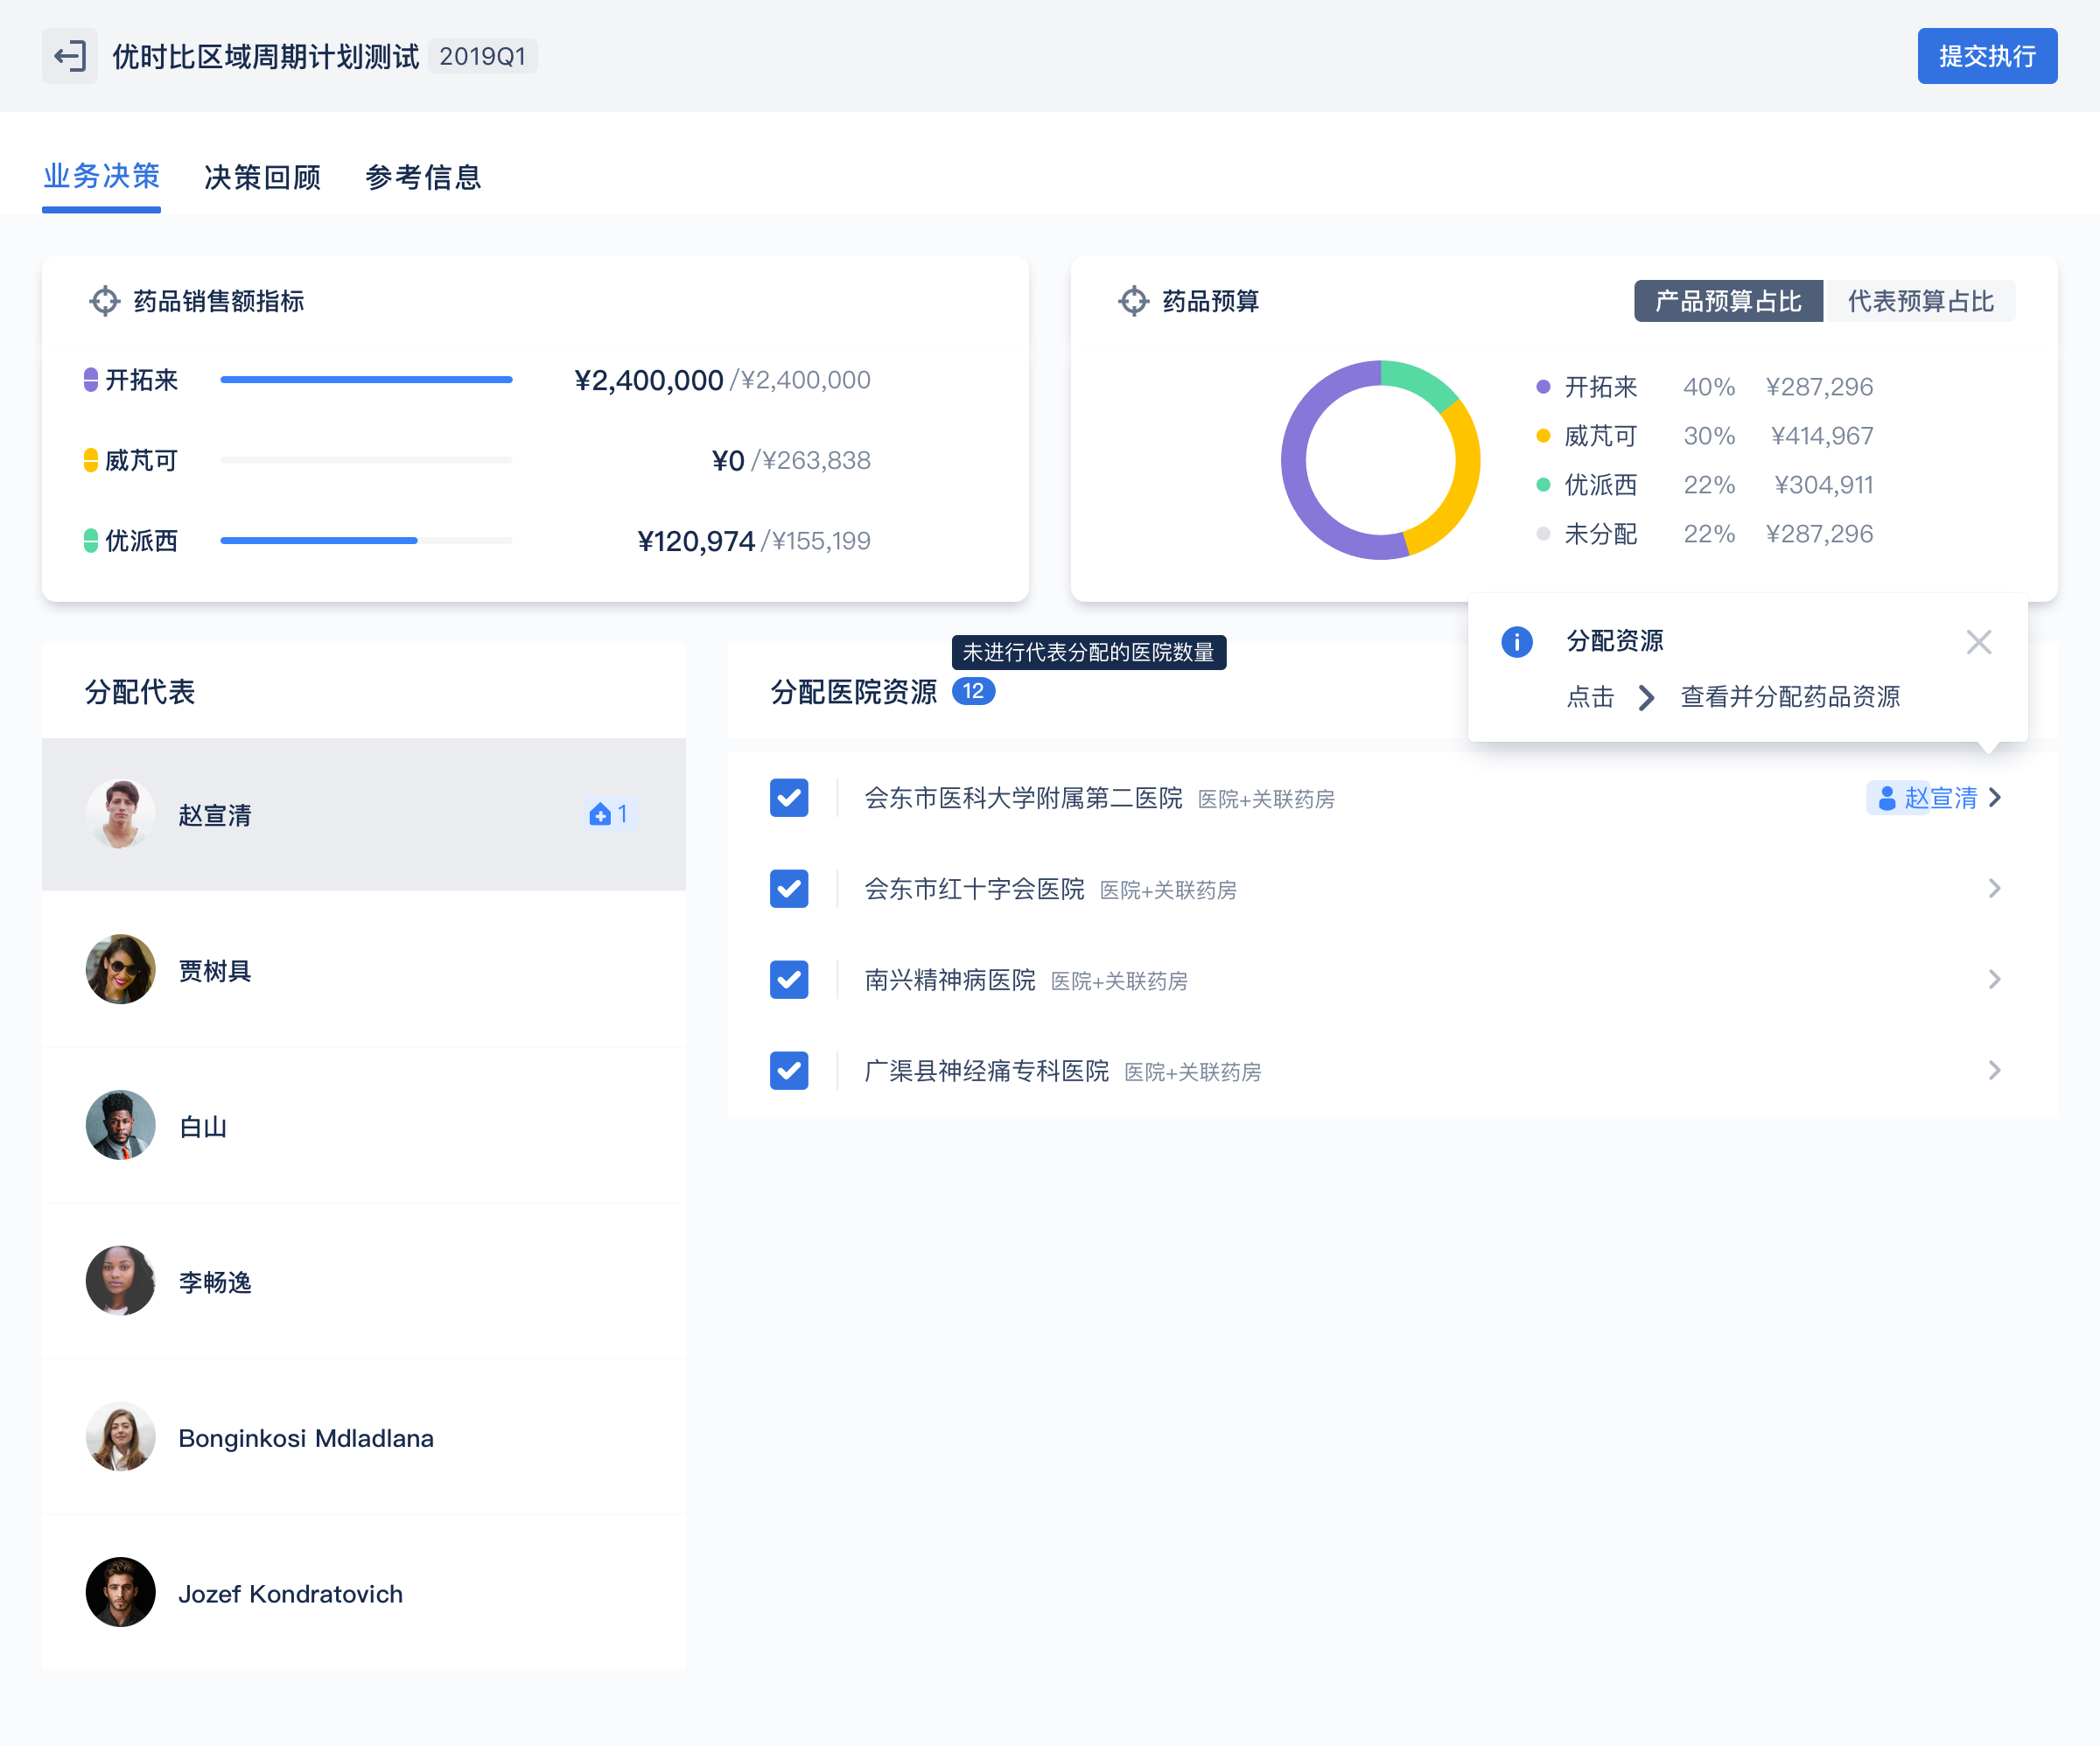 优时比区域周期计划测试 2019Q1
提交执行
业务决策 决策回顾 参考信息
药品销售额指标
开拓来 ¥2,400,000/¥2,400,000
威芃可 ¥0/¥263,838
优派西 ¥120,974/¥155,199
药品预算
产品预算占比 代表预算占比
开拓来 40% ¥287,296
威芃可 30% ¥414,967
优派西 22% ¥304,911
未分配 22% ¥287,296
分配代表
赵宣清 1
贾树具
白山
李畅逸
Bonginkosi Mdladlana
Jozef Kondratovich
未进行代表分配的医院数量
分配医院资源 12
分配资源
点击 查看并分配药品资源
会东市医科大学附属第二医院 医院+关联药房 赵宣清
会东市红十字会医院 医院+关联药房
南兴精神病医院 医院+关联药房
广渠县神经痛专科医院 医院+关联药房